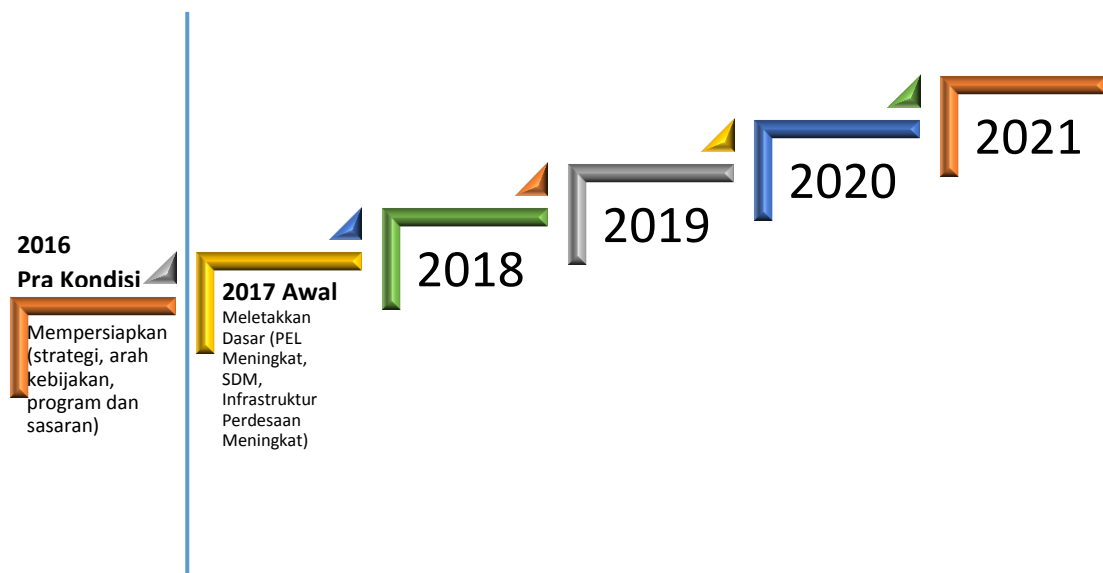 2016
Pra Kondisi
Mempersiapkan
(strategi, arah
kebijakan,
program dan
sasaran)
2017 Awal
Meletakkan
Dasar (PEL
Meningkat,
SDM,
Infrastruktur
Perdesaan
Meningkat)
2018
2019
2020
2021